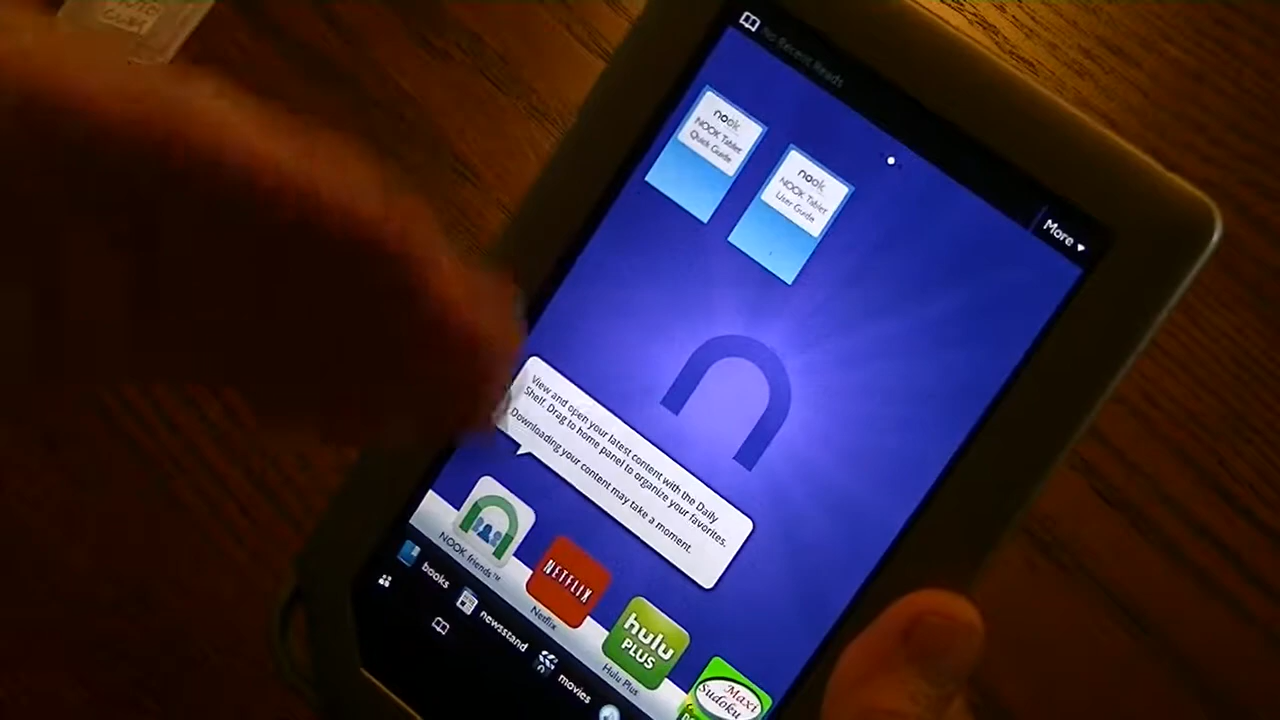 No Recent Reads
More
nook
NOOK Tablet
Quick Guide
nook
NOOK Tablet
User Guide
n
View and open your latest content with the Daily
Shelf. Drag to home panel to organize your favorites.
Downloading your content may take a moment.
NOOK friends™
NETFLIX
Netflix
hulu
PLUS
Hulu Plus
Maxi
Sudoku
books
newsstand
movies